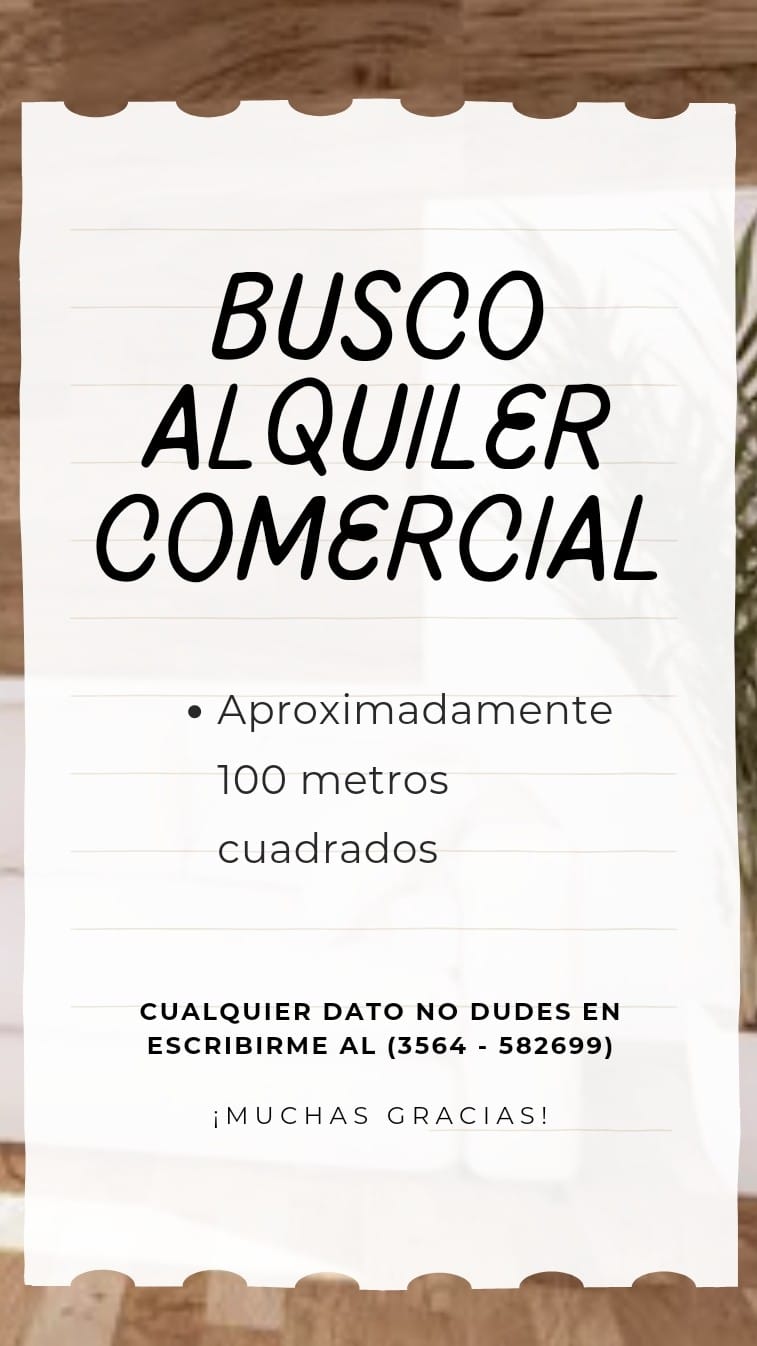 BUSCO
ALQUILER
COMERCIAL
• Aproximadamente
100 metros
cuadrados
CUALQUIER DATO NO DUDES EN
ESCRIBIRME AL (3564 - 582699)
¡MUCHAS GRACIAS!